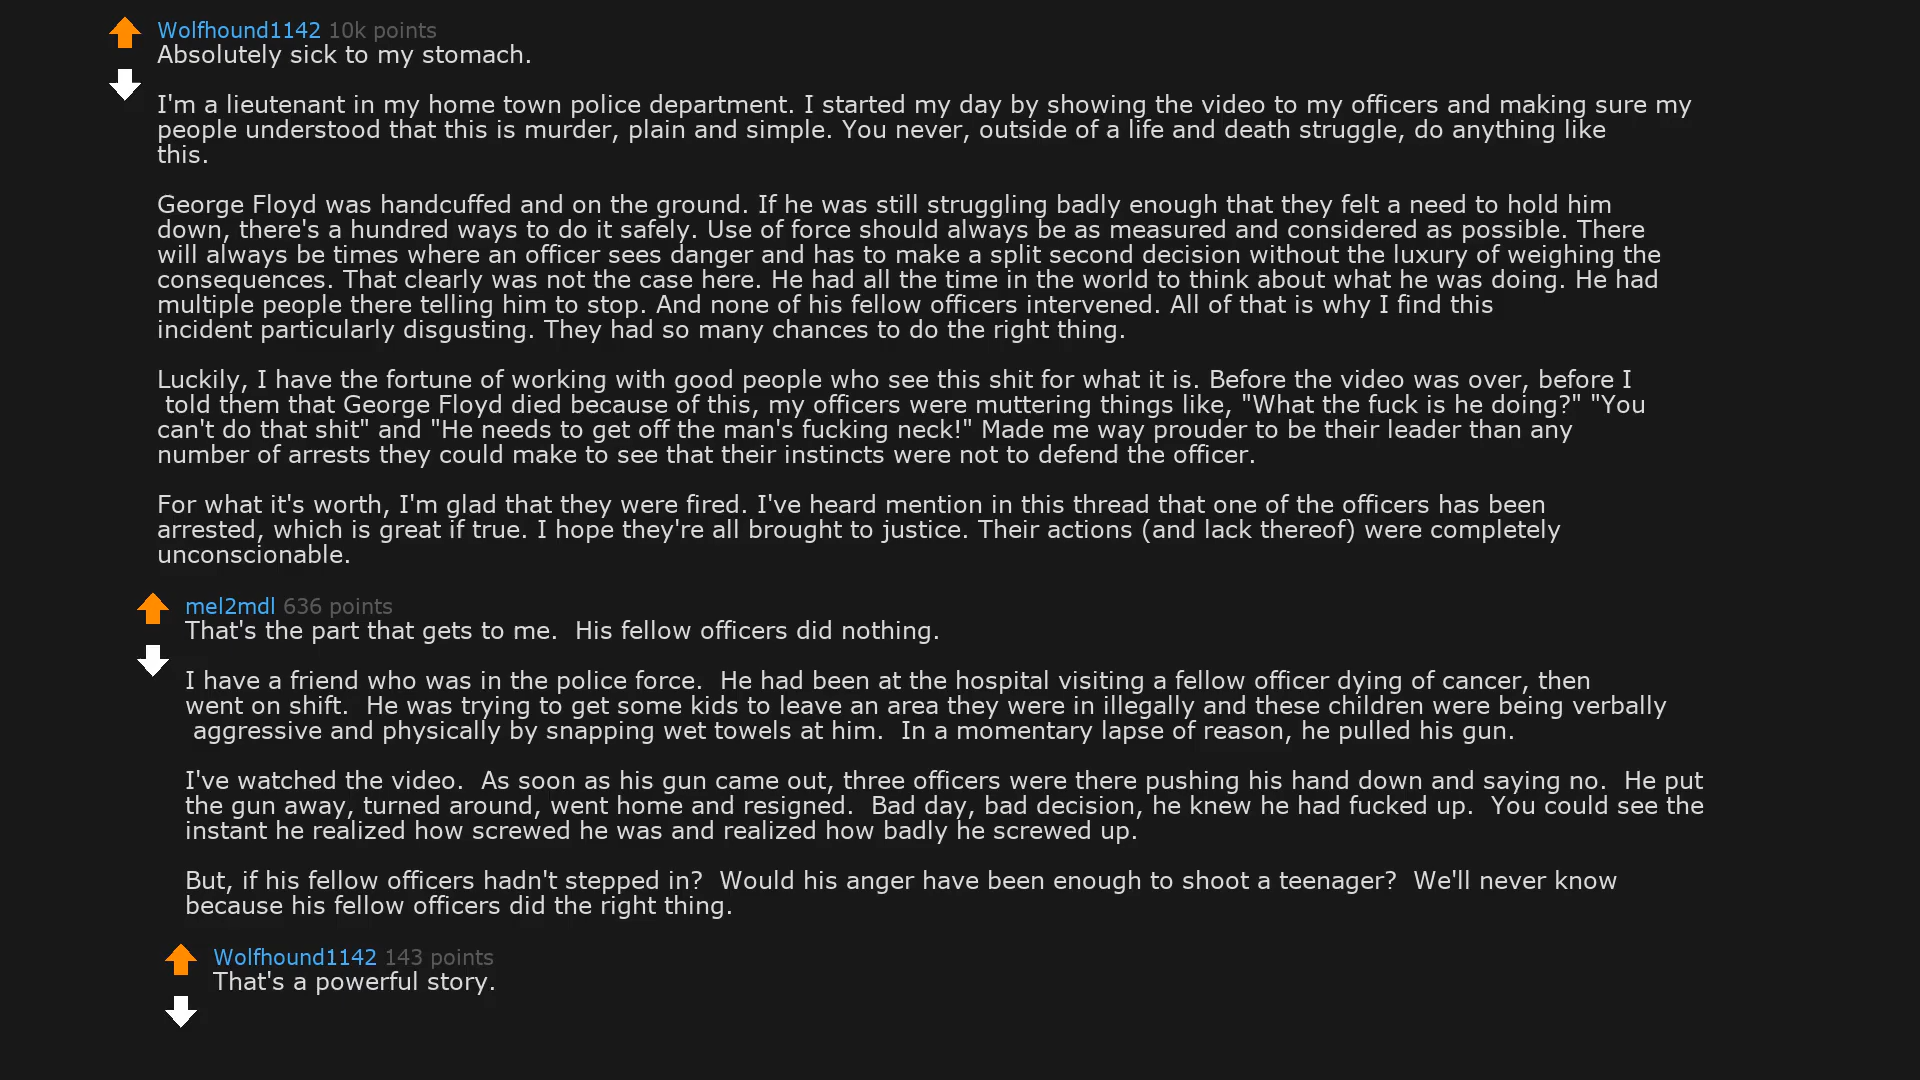 Wolfhound1142 10k points
Absolutely sick to my stomach.
I'm a lieutenant in my home town police department. I started my day by showing the video to my officers and making sure my
people understood that this is murder, plain and simple. You never, outside of a life and death struggle, do anything like
this.
George Floyd was handcuffed and on the ground. If he was still struggling badly enough that they felt a need to hold him
down, there's a hundred ways to do it safely. Use of force should always be as measured and considered as possible. There
will always be times where an officer sees danger and has to make a split second decision without the luxury of weighing the
consequences. That clearly was not the case here. He had all the time in the world to think about what he was doing. He had
multiple people there telling him to stop. And none of his fellow officers intervened. All of that is why I find this
incident particularly disgusting. They had so many chances to do the right thing.
Luckily, I have the fortune of working with good people who see this shit for what it is. Before the video was over, before I
told them that George Floyd died because of this, my officers were muttering things like, "What the fuck is he doing?" "You
can't do that shit" and "He needs to get off the man's fucking neck!" Made me way prouder to be their leader than any
number of arrests they could make to see that their instincts were not to defend the officer.
For what it's worth, I'm glad that they were fired. I've heard mention in this thread that one of the officers has been
arrested, which is great if true. I hope they're all brought to justice. Their actions (and lack thereof) were completely
unconscionable.
mel2mdl 636 points
That's the part that gets to me.  His fellow officers did nothing.
I have a friend who was in the police force.  He had been at the hospital visiting a fellow officer dying of cancer, then
went on shift.  He was trying to get some kids to leave an area they were in illegally and these children were being verbally
aggressive and physically by snapping wet towels at him.  In a momentary lapse of reason, he pulled his gun.
I've watched the video.  As soon as his gun came out, three officers were there pushing his hand down and saying no.  He put
the gun away, turned around, went home and resigned.  Bad day, bad decision, he knew he had fucked up.  You could see the
instant he realized how screwed he was and realized how badly he screwed up.
But, if his fellow officers hadn't stepped in?  Would his anger have been enough to shoot a teenager?  We'll never know
because his fellow officers did the right thing.
Wolfhound1142 143 points
That's a powerful story.